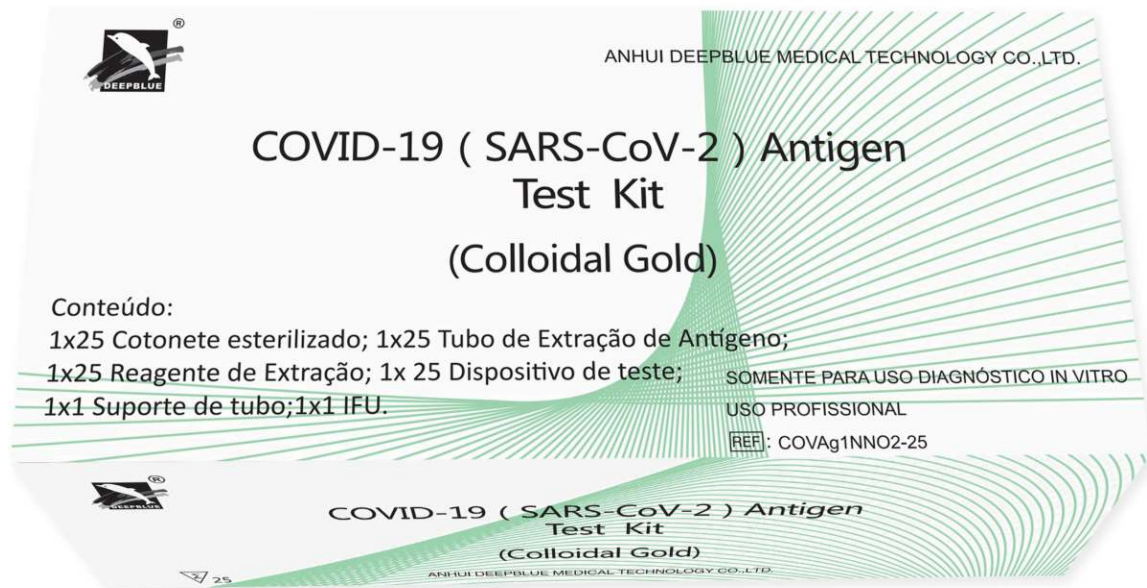 ®
DEEPBLUE
ANHUI DEEPBLUE MEDICAL TECHNOLOGY CO.,LTD.
COVID-19 ( SARS-CoV-2 ) Antigen
Test Kit
(Colloidal Gold)
Conteúdo:
1x25 Cotonete esterilizado; 1x25 Tubo de Extração de Antígeno;
1x25 Reagente de Extração; 1x 25 Dispositivo de teste;
1x1 Suporte de tubo;1x1 IFU.
SOMENTE PARA USO DIAGNÓSTICO IN VITRO
USO PROFISSIONAL
REF: COVAg1NNO2-25
®
DEEPBLUE
COVID-19 ( SARS-CoV-2 ) Antigen
Test Kit
(Colloidal Gold)
ANHUI DEEPBLUE MEDICAL TECHNOLOGY CO.,LTD.
25